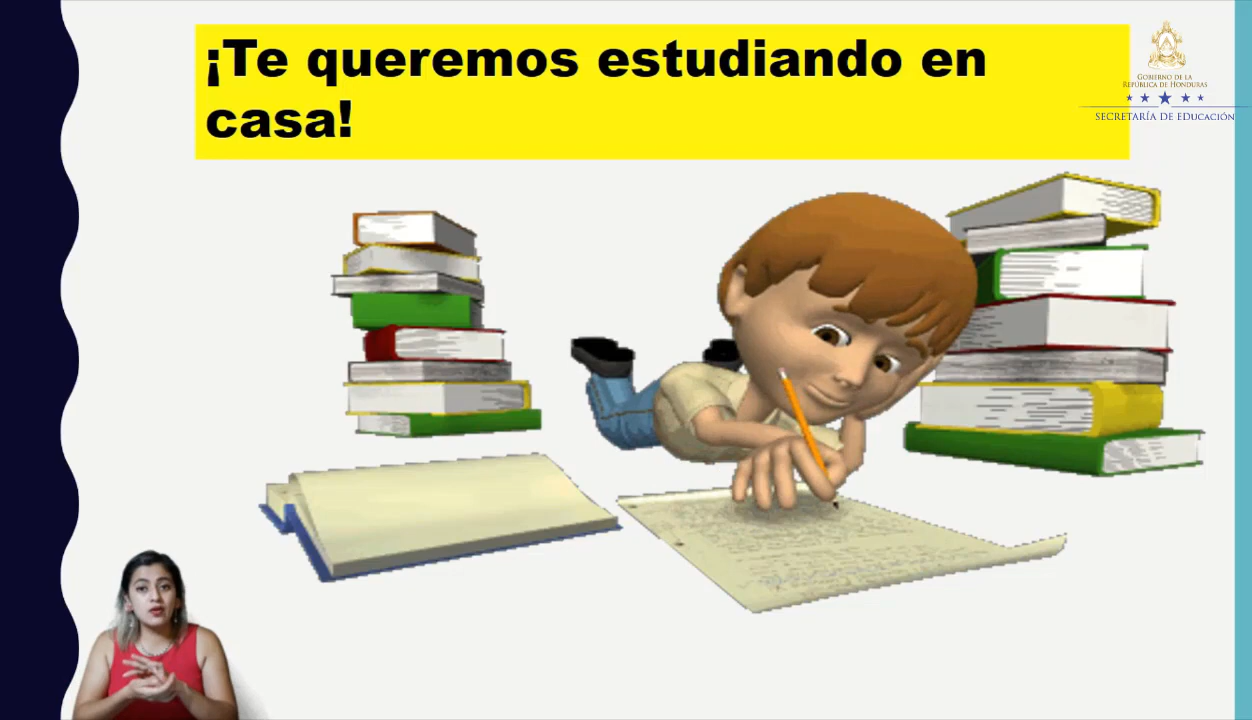 ¡Te queremos estudiando en
casa!
GOBIERNO DE LA
REPÚBLICA DE HONDURAS
SECRETARÍA DE EDUCACIÓN